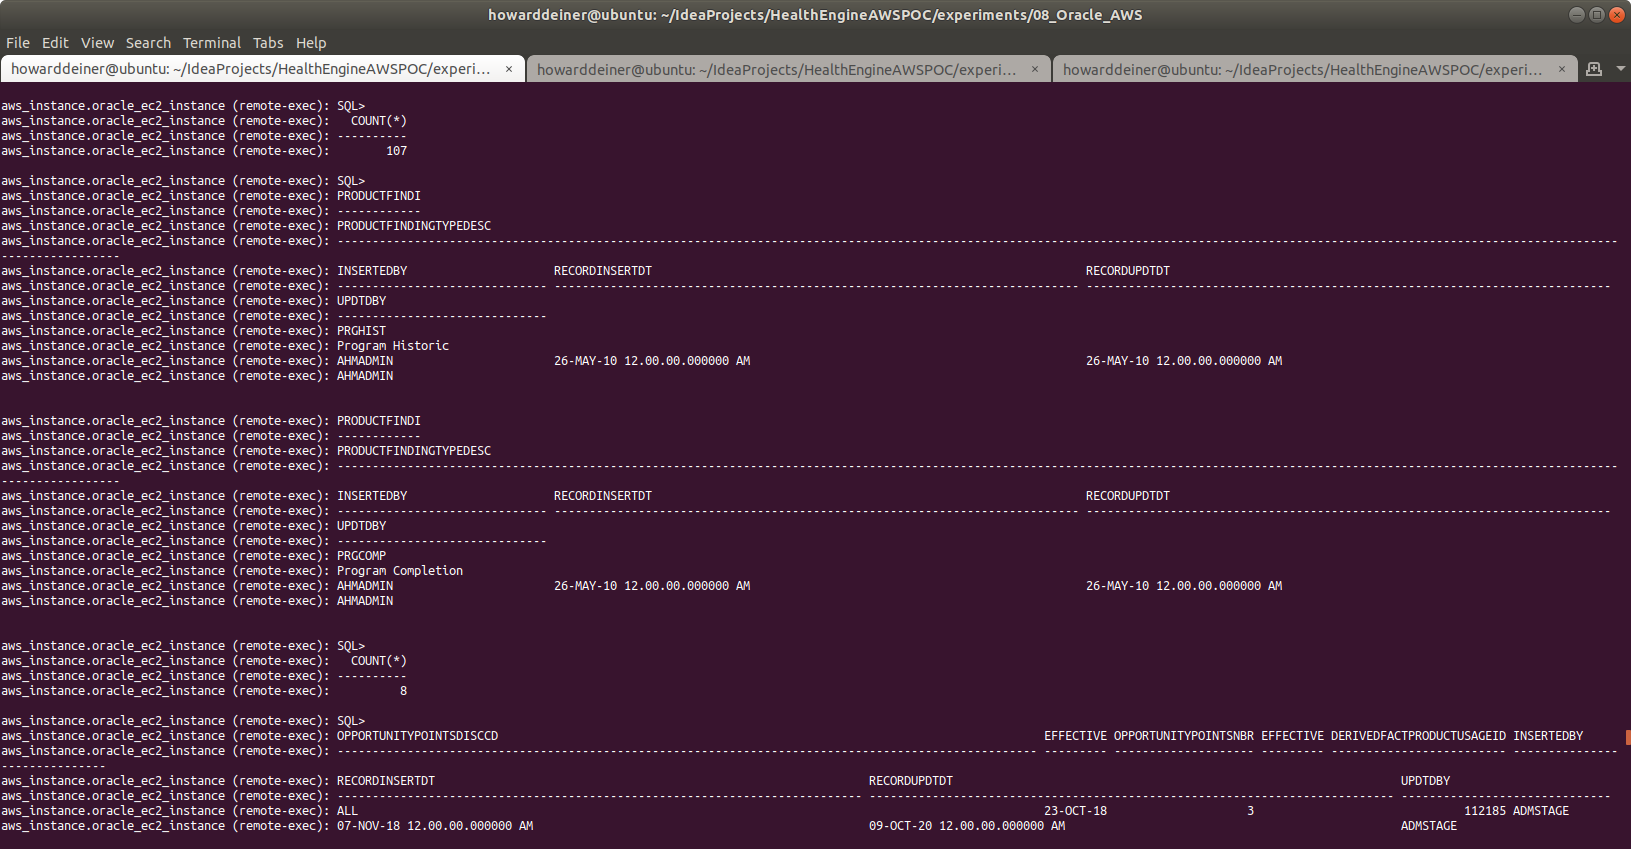 howarddeiner@ubuntu: ~/IdeaProjects/HealthEngineAWSPOC/experiments/08_Oracle_AWS
File Edit View Search Terminal Tabs Help
howarddeiner@ubuntu: ~/IdeaProjects/HealthEngineAWSPOC/experi... × howarddeiner@ubuntu: ~/IdeaProjects/HealthEngineAWSPOC/experi... × howarddeiner@ubuntu: ~/IdeaProjects/HealthEngineAWSPOC/experi... ×
aws_instance.oracle_ec2_instance (remote-exec): SQL>
aws_instance.oracle_ec2_instance (remote-exec):   COUNT(*)
aws_instance.oracle_ec2_instance (remote-exec): ----------
aws_instance.oracle_ec2_instance (remote-exec):        107
aws_instance.oracle_ec2_instance (remote-exec): SQL>
aws_instance.oracle_ec2_instance (remote-exec): PRODUCTFINDI
aws_instance.oracle_ec2_instance (remote-exec): ------------
aws_instance.oracle_ec2_instance (remote-exec): PRODUCTFINDINGTYPEDESC
aws_instance.oracle_ec2_instance (remote-exec): ----------------------------------------------------------------------------------------------------------------------------------------------------------------------------------------
-----------------
aws_instance.oracle_ec2_instance (remote-exec): INSERTEDBY                     RECORDINSERTDT                                                              RECORDUPDTDT
aws_instance.oracle_ec2_instance (remote-exec): ------------------------------ --------------------------------------------------------------------------- ---------------------------------------------------------------------------
aws_instance.oracle_ec2_instance (remote-exec): UPDTDBY
aws_instance.oracle_ec2_instance (remote-exec): ------------------------------
aws_instance.oracle_ec2_instance (remote-exec): PRGHIST
aws_instance.oracle_ec2_instance (remote-exec): Program Historic
aws_instance.oracle_ec2_instance (remote-exec): AHMADMIN                       26-MAY-10 12.00.00.000000 AM                                                26-MAY-10 12.00.00.000000 AM
aws_instance.oracle_ec2_instance (remote-exec): AHMADMIN
aws_instance.oracle_ec2_instance (remote-exec): PRODUCTFINDI
aws_instance.oracle_ec2_instance (remote-exec): ------------
aws_instance.oracle_ec2_instance (remote-exec): PRODUCTFINDINGTYPEDESC
aws_instance.oracle_ec2_instance (remote-exec): ----------------------------------------------------------------------------------------------------------------------------------------------------------------------------------------
-----------------
aws_instance.oracle_ec2_instance (remote-exec): INSERTEDBY                     RECORDINSERTDT                                                              RECORDUPDTDT
aws_instance.oracle_ec2_instance (remote-exec): ------------------------------ --------------------------------------------------------------------------- ---------------------------------------------------------------------------
aws_instance.oracle_ec2_instance (remote-exec): UPDTDBY
aws_instance.oracle_ec2_instance (remote-exec): ------------------------------
aws_instance.oracle_ec2_instance (remote-exec): PRGCOMP
aws_instance.oracle_ec2_instance (remote-exec): Program Completion
aws_instance.oracle_ec2_instance (remote-exec): AHMADMIN                       26-MAY-10 12.00.00.000000 AM                                                26-MAY-10 12.00.00.000000 AM
aws_instance.oracle_ec2_instance (remote-exec): AHMADMIN
aws_instance.oracle_ec2_instance (remote-exec): SQL>
aws_instance.oracle_ec2_instance (remote-exec):   COUNT(*)
aws_instance.oracle_ec2_instance (remote-exec): ----------
aws_instance.oracle_ec2_instance (remote-exec):          8
aws_instance.oracle_ec2_instance (remote-exec): SQL>
aws_instance.oracle_ec2_instance (remote-exec): OPPORTUNITYPOINTSDISCCD                                                                              EFFECTIVE OPPORTUNITYPOINTSNBR EFFECTIVE DERIVEDFACTPRODUCTUSAGEID INSERTEDBY
aws_instance.oracle_ec2_instance (remote-exec): ---------------------------------------------------------------------------------------------------- --------- -------------------- --------- ------------------------- ---------------
---------------
aws_instance.oracle_ec2_instance (remote-exec): RECORDINSERTDT                                                              RECORDUPDTDT                                                                UPDTDBY
aws_instance.oracle_ec2_instance (remote-exec): --------------------------------------------------------------------------- --------------------------------------------------------------------------- ------------------------------
aws_instance.oracle_ec2_instance (remote-exec): ALL                                                                                                  23-OCT-18                    3                              112185 ADMSTAGE
aws_instance.oracle_ec2_instance (remote-exec): 07-NOV-18 12.00.00.000000 AM                                                09-OCT-20 12.00.00.000000 AM                                                ADMSTAGE